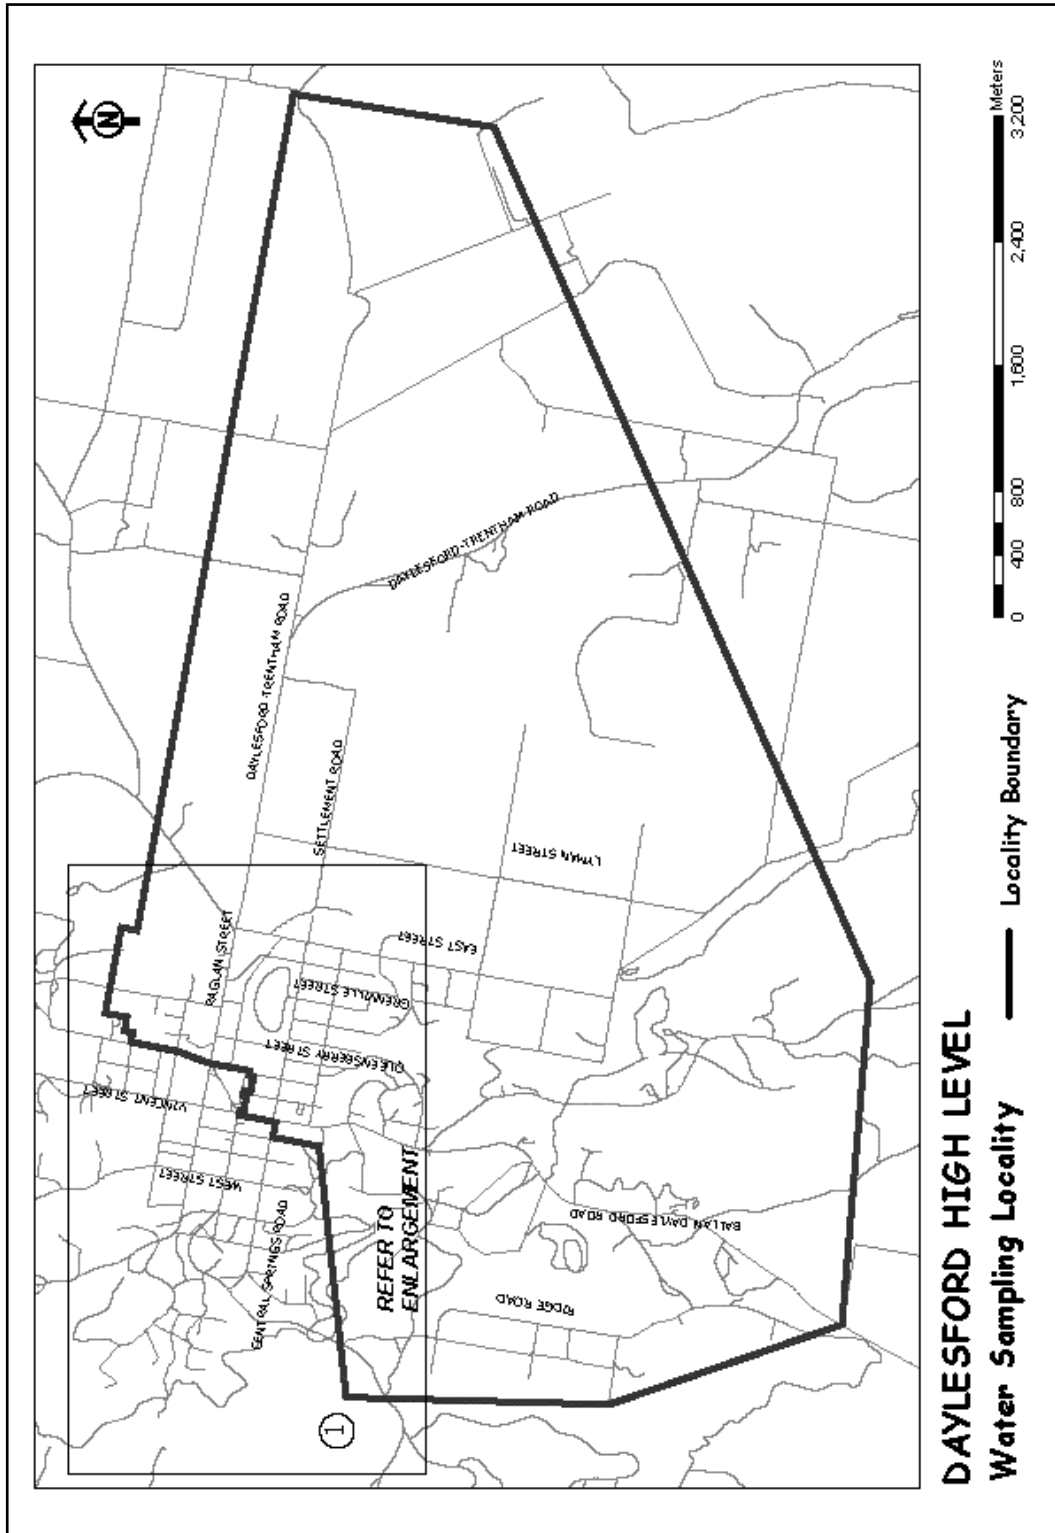 N
DAYLESFORD-TRENTHAM ROAD
DAYLESFORD-TRENTHAM ROAD
SETTLEMENT ROAD
LYMAN STREET
RAGLAN STREET
EAST STREET
GRENVILLE STREET
QUEENSBERRY STREET
VINCENT STREET
WEST STREET
CENTRAL SPRINGS ROAD
REFER TO
ENLARGEMENT
BALLAN DAYLESFORD ROAD
RIDGE ROAD
1
DAYLESFORD HIGH LEVEL
Water Sampling Locality
Locality Boundary
0 400 800 1,600 2,400 3,200
Meters